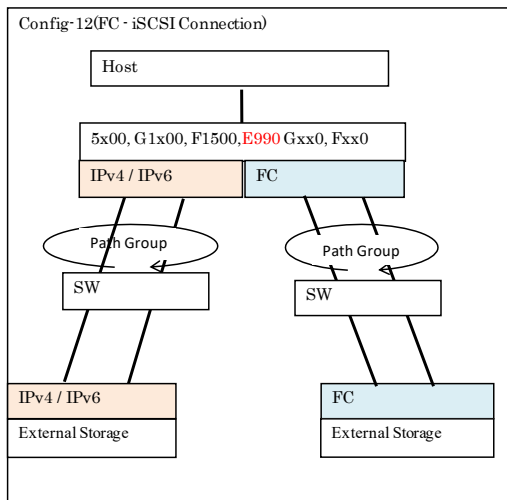 Config-12(FC - iSCSI Connection)
Host
5x00, G1x00, F1500,E990 Gxx0, Fxx0
IPv4 / IPv6
FC
Path Group
Path Group
SW
SW
IPv4 / IPv6
FC
External Storage
External Storage